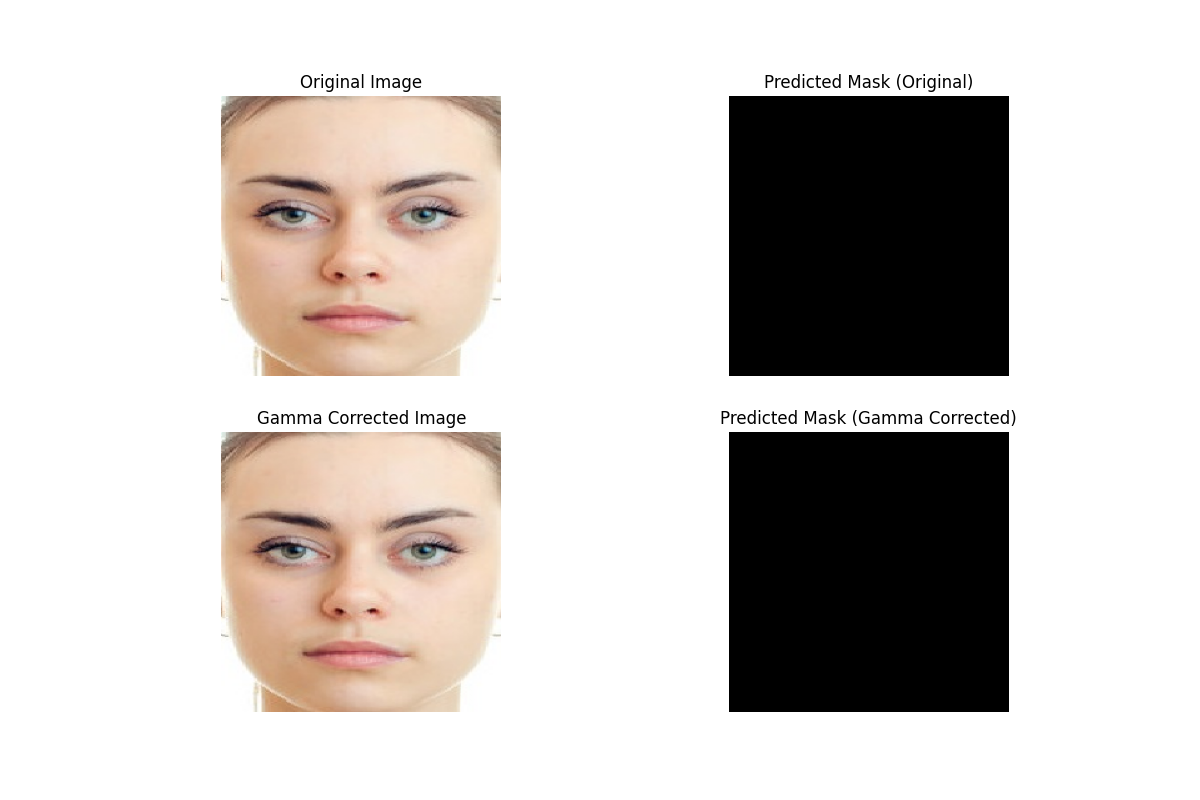 Original Image
Predicted Mask (Original)
Gamma Corrected Image
Predicted Mask (Gamma Corrected)